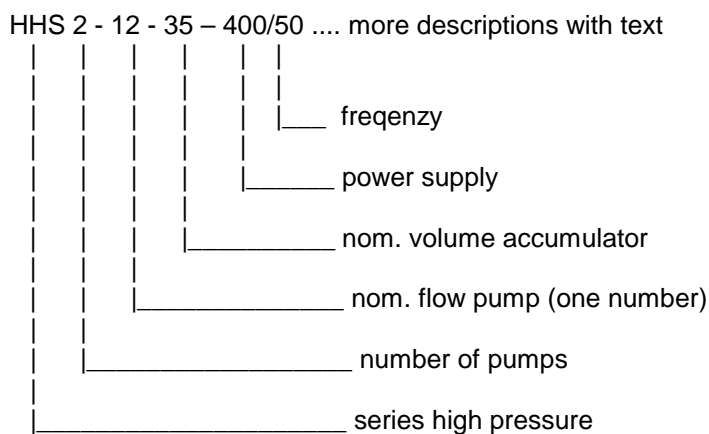 HHS 2 - 12 - 35 – 400/50 .... more descriptions with text
freqenzy
power supply
nom. volume accumulator
nom. flow pump (one number)
number of pumps
series high pressure